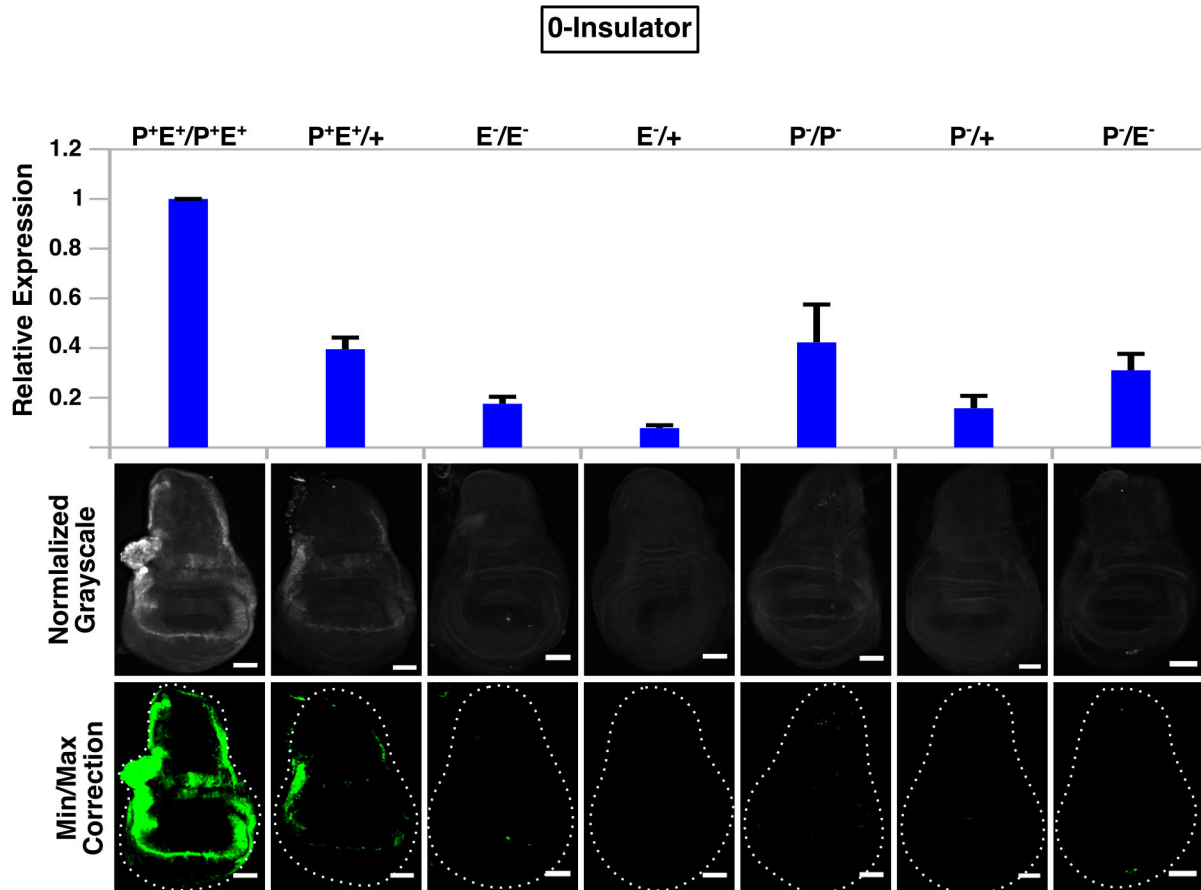 0-Insulator
P⁺E⁺/P⁺E⁺ P⁺E⁺/+ E⁻/E⁻ E⁻/+ P⁻/P⁻ P⁻/+ P⁻/E⁻
1.2
1
0.8
0.6
0.4
0.2
Relative Expression
Normlalized
Grayscale
Min/Max
Correction